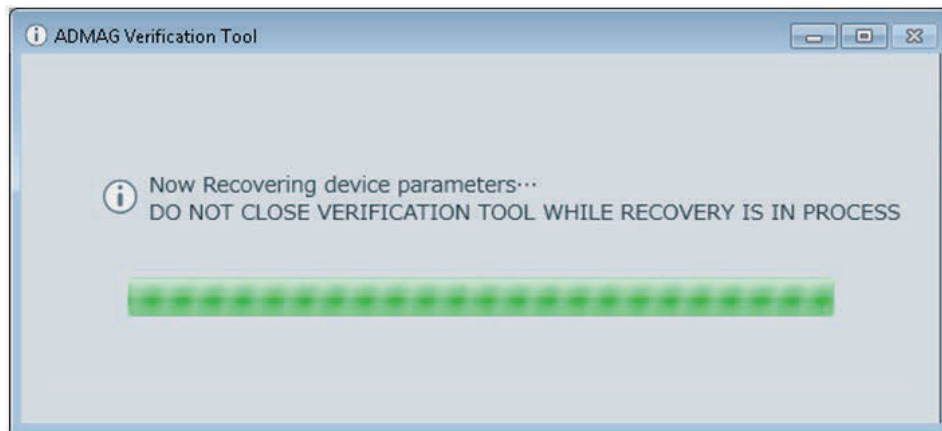 ADMAG Verification Tool
Now Recovering device parameters⋯
DO NOT CLOSE VERIFICATION TOOL WHILE RECOVERY IS IN PROCESS